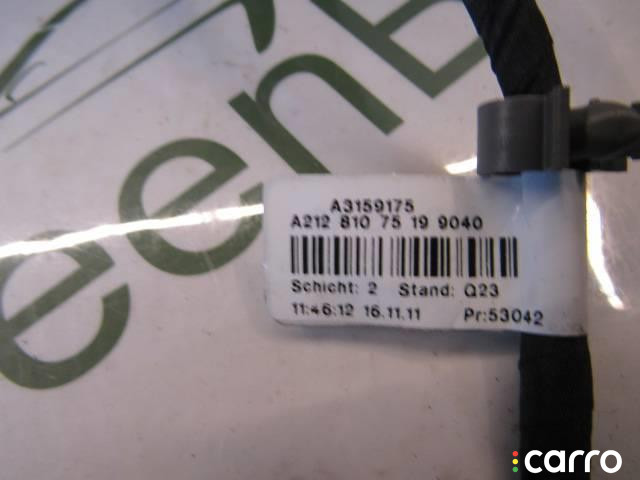 eenB
A3159175
A212 810 75 19 9040
Schicht: 2 Stand: Q23
11:46:12 16.11.11 Pr:53042
carro